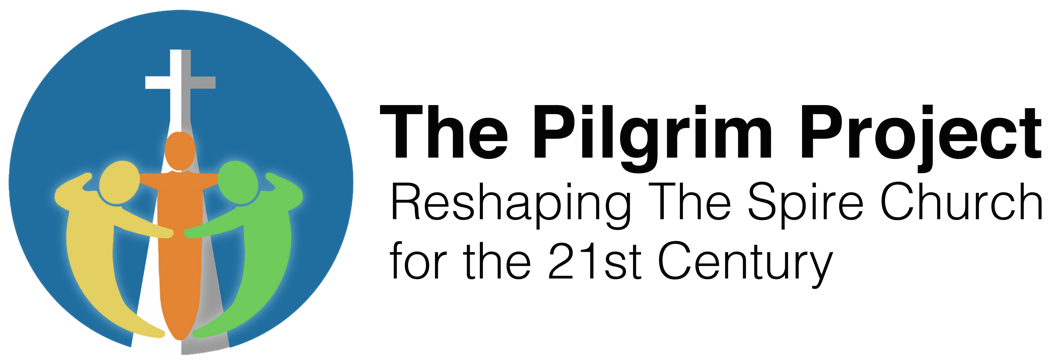 The Pilgrim Project
Reshaping The Spire Church
for the 21st Century